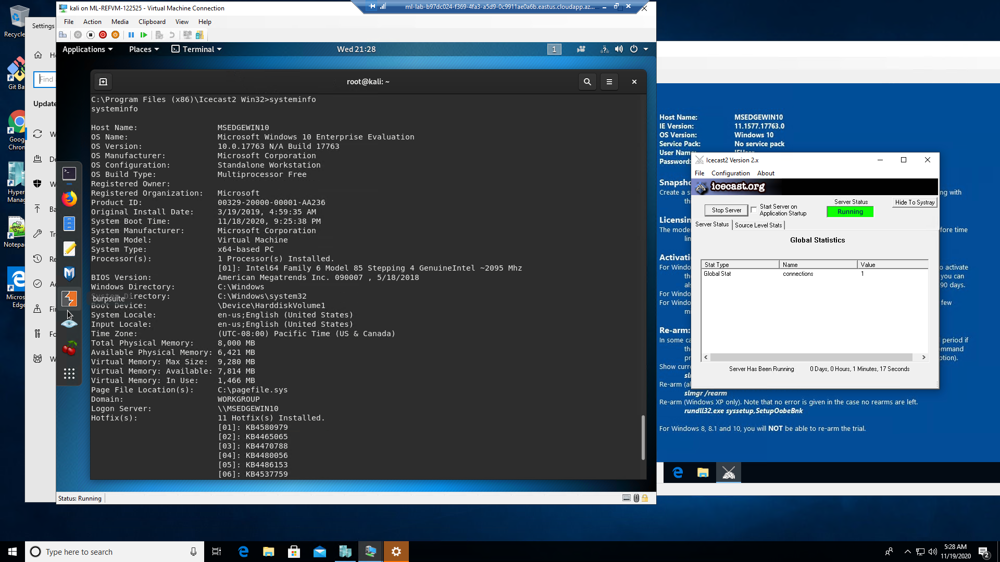 kali on ML-REFVM-122525 - Virtual Machine Connection
ml-lab-b97dc024-f369-4fa3-a5d9-0c9911ae0a6b.eastus.cloudapp.az...
File Action Media Clipboard View Help
Applications Places Terminal Wed 21:28 1
root@kali: ~
C:\Program Files (x86)\Icecast2 Win32>systeminfo
systeminfo
Host Name: MSEDGEWIN10
OS Name: Microsoft Windows 10 Enterprise Evaluation
OS Version: 10.0.17763 N/A Build 17763
OS Manufacturer: Microsoft Corporation
OS Configuration: Standalone Workstation
OS Build Type: Multiprocessor Free
Registered Owner:
Registered Organization: Microsoft
Product ID: 00329-20000-00001-AA236
Original Install Date: 3/19/2019, 4:59:35 AM
System Boot Time: 11/18/2020, 9:25:38 PM
System Manufacturer: Microsoft Corporation
System Model: Virtual Machine
System Type: x64-based PC
Processor(s): 1 Processor(s) Installed.
[01]: Intel64 Family 6 Model 85 Stepping 4 GenuineIntel ~2095 Mhz
BIOS Version: American Megatrends Inc. 090007 , 5/18/2018
Windows Directory: C:\Windows
System Directory: C:\Windows\system32
burpsuite
Boot Device: \Device\HarddiskVolume1
System Locale: en-us;English (United States)
Input Locale: en-us;English (United States)
Time Zone: (UTC-08:00) Pacific Time (US & Canada)
Total Physical Memory: 8,000 MB
Available Physical Memory: 6,421 MB
Virtual Memory: Max Size: 9,280 MB
Virtual Memory: Available: 7,814 MB
Virtual Memory: In Use: 1,466 MB
Page File Location(s): C:\pagefile.sys
Domain: WORKGROUP
Logon Server: \\MSEDGEWIN10
Hotfix(s): 11 Hotfix(s) Installed.
[01]: KB4580979
[02]: KB4465065
[03]: KB4470788
[04]: KB4480056
[05]: KB4486153
[06]: KB4537759
Status: Running
Recycle
Git Ba
Goog
Chron
Hyper
Manag
Notepa
Micros
Edge
Settings
H
Find
Update
W
De
W
Ba
Tr
Re
Ac
Fi
Fo
W
Host Name: MSEDGEWIN10
IE Version: 11.1577.17763.0
OS Version: Windows 10
Service Pack: No service pack
User Name: IEUser
Password:
Snapsho
Create a s
ng with
thi
Licensin
The mode
fore time
lin
Activati
For Windo
o activate
the
you can
als
90 days.
For Windo
For Windo
few
mi
Re-arm:
In some ca
period if
the
mmand
pr
ption).
Show curre
sl
Re-arm (al
slmgr /rearm
Re-arm (Windows XP only). Note that no error is given in the case no rearms are left.
rundll32.exe syssetup,SetupOobeBnk
For Windows 8, 8.1 and 10, you will NOT be able to re-arm the trial.
Icecast2 Version 2.x
File Configuration About
icecast.org
Stop Server
Start Server on
Application Startup
Server Status
Running
Hide To Systray
Server Status Source Level Stats
Global Statistics
Stat Type Name Value
Global Stat connections 1
Server Has Been Running 0 Days, 0 Hours, 1 Minutes, 17 Seconds
Type here to search
5:28 AM
11/19/2020
2